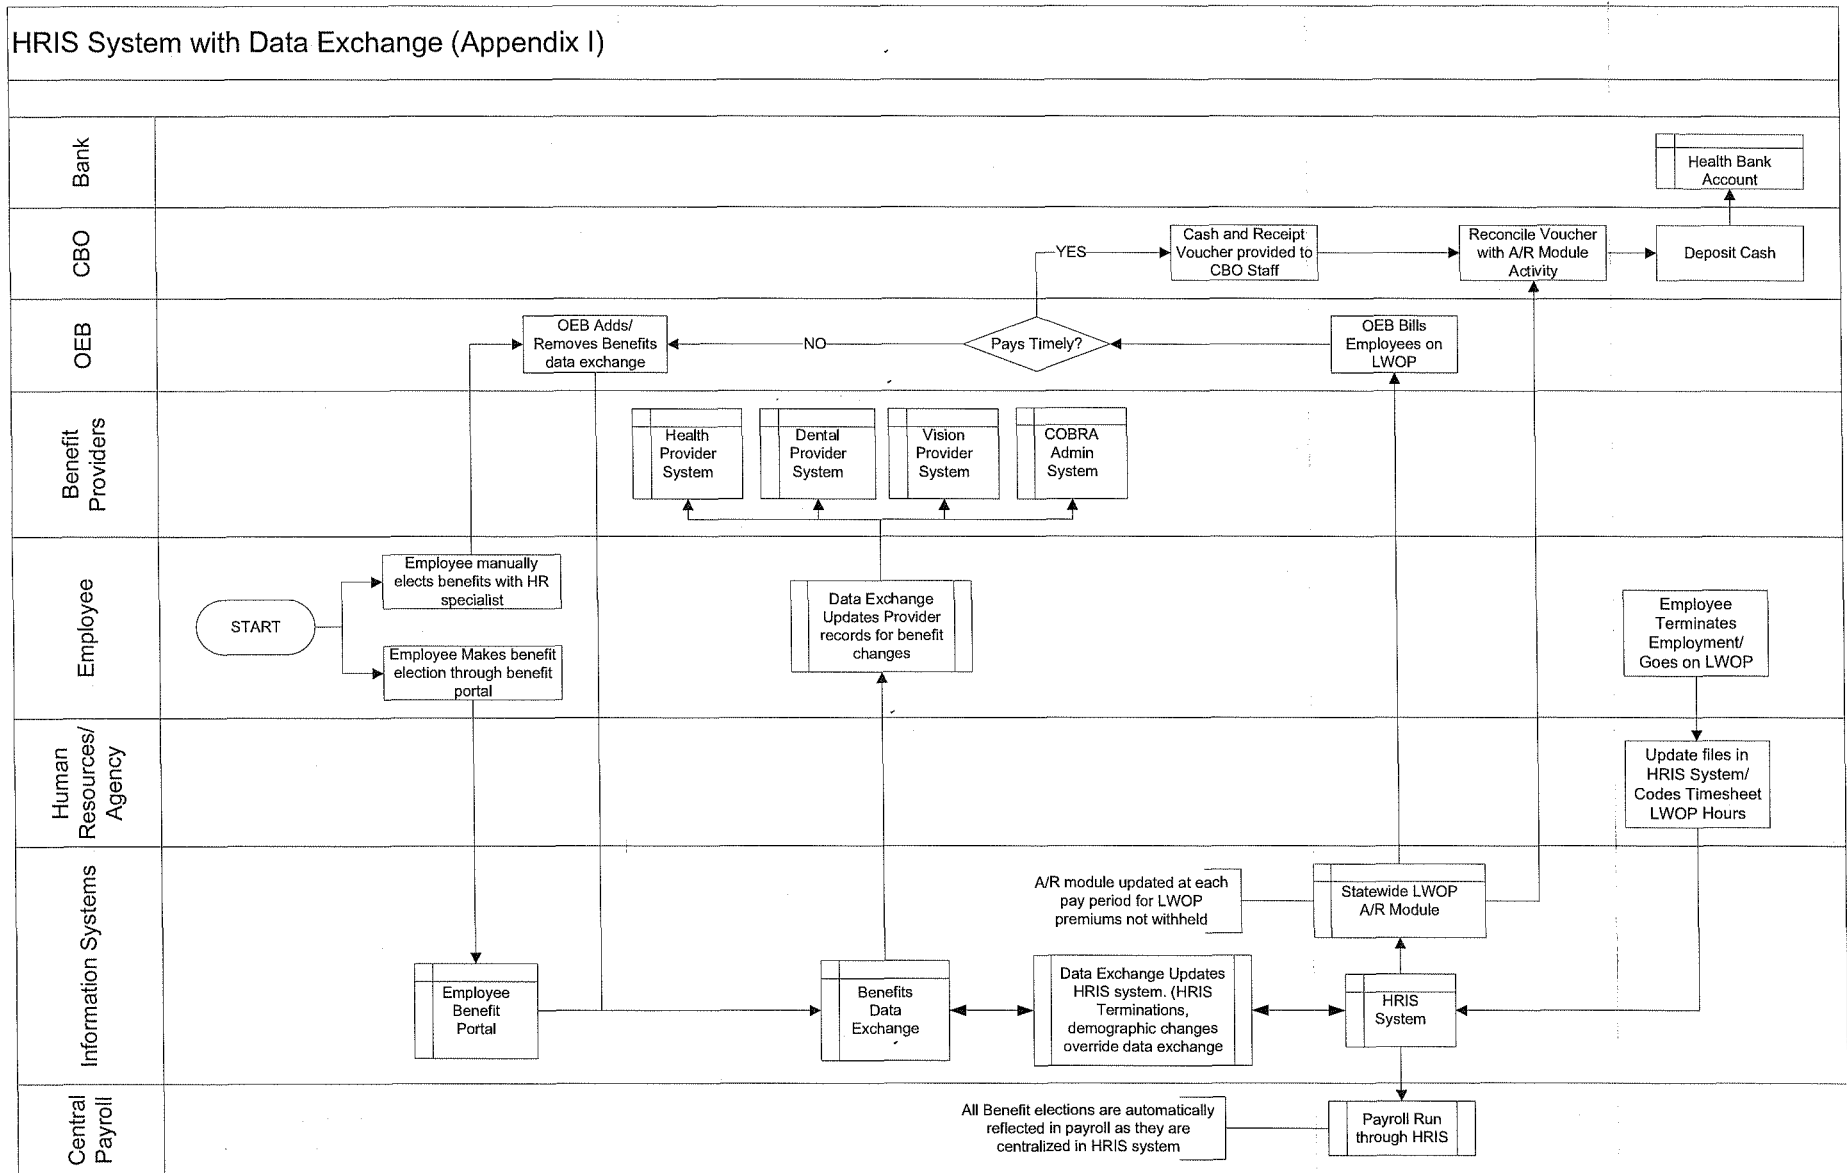 HRIS System with Data Exchange (Appendix I)
Bank
Health Bank
Account
CBO
YES
Cash and Receipt
Voucher provided to
CBO Staff
Reconcile Voucher
with A/R Module
Activity
Deposit Cash
OEB
OEB Adds/
Removes Benefits
data exchange
NO
Pays Timely?
OEB Bills
Employees on
LWOP
Benefit
Providers
Health
Provider
System
Dental
Provider
System
Vision
Provider
System
COBRA
Admin
System
Employee
START
Employee manually
elects benefits with HR
specialist
Employee Makes benefit
election through benefit
portal
Data Exchange
Updates Provider
records for benefit
changes
Employee
Terminates
Employment/
Goes on LWOP
Human
Resources/
Agency
Update files in
HRIS System/
Codes Timesheet
LWOP Hours
Information Systems
A/R module updated at each
pay period for LWOP
premiums not withheld
Statewide LWOP
A/R Module
Employee
Benefit
Portal
Benefits
Data
Exchange
Data Exchange Updates
HRIS system. (HRIS
Terminations,
demographic changes
override data exchange
HRIS
System
Central
Payroll
All Benefit elections are automatically
reflected in payroll as they are
centralized in HRIS system
Payroll Run
through HRIS